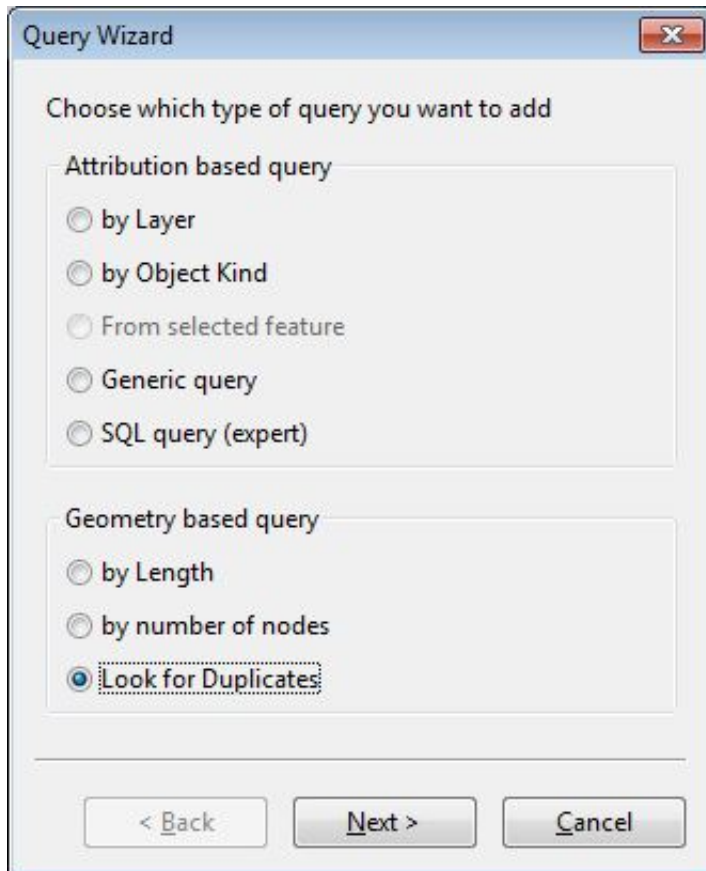 Query Wizard
Choose which type of query you want to add
Attribution based query
by Layer
by Object Kind
From selected feature
Generic query
SQL query (expert)
Geometry based query
by Length
by number of nodes
Look for Duplicates
< Back
Next >
Cancel